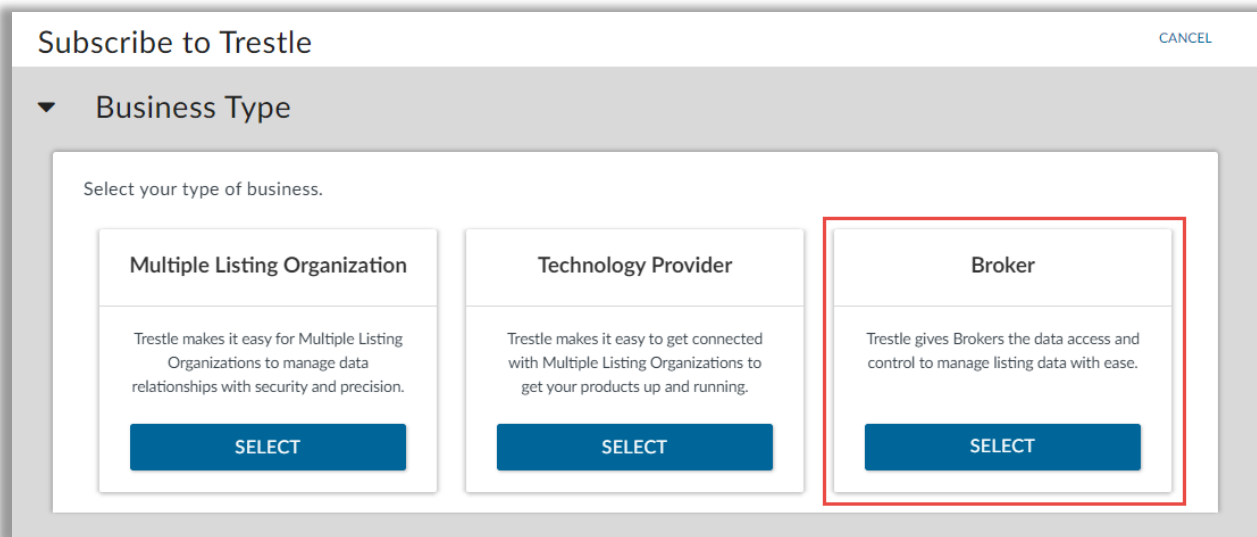 Subscribe to Trestle
CANCEL
Business Type
Select your type of business.
Multiple Listing Organization
Trestle makes it easy for Multiple Listing
Organizations to manage data
relationships with security and precision.
SELECT
Technology Provider
Trestle makes it easy to get connected
with Multiple Listing Organizations to
get your products up and running.
SELECT
Broker
Trestle gives Brokers the data access and
control to manage listing data with ease.
SELECT